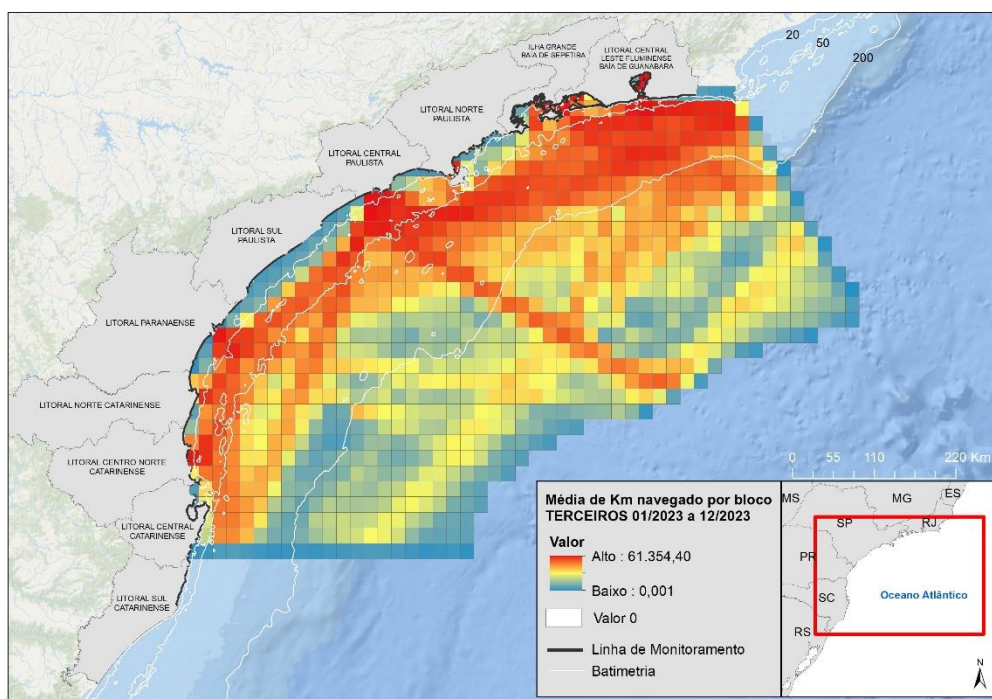 20
50
200
ILHA GRANDE
BAÍA DE SEPETIBA
LITORAL CENTRAL
LESTE FLUMINENSE
BAÍA DE GUANABARA
LITORAL NORTE
PAULISTA
LITORAL CENTRAL
PAULISTA
LITORAL SUL
PAULISTA
LITORAL PARANAENSE
LITORAL NORTE CATARINENSE
LITORAL CENTRO NORTE
CATARINENSE
LITORAL CENTRAL
CATARINENSE
LITORAL SUL
CATARINENSE
0 55 110 220 Km
Média de Km navegado por bloco
TERCEIROS 01/2023 a 12/2023
Valor
Alto : 61.354,40
Baixo : 0,001
Valor 0
Linha de Monitoramento
Batimetria
MS
MG
ES
SP
RJ
PR
SC
Oceano Atlântico
RS
N